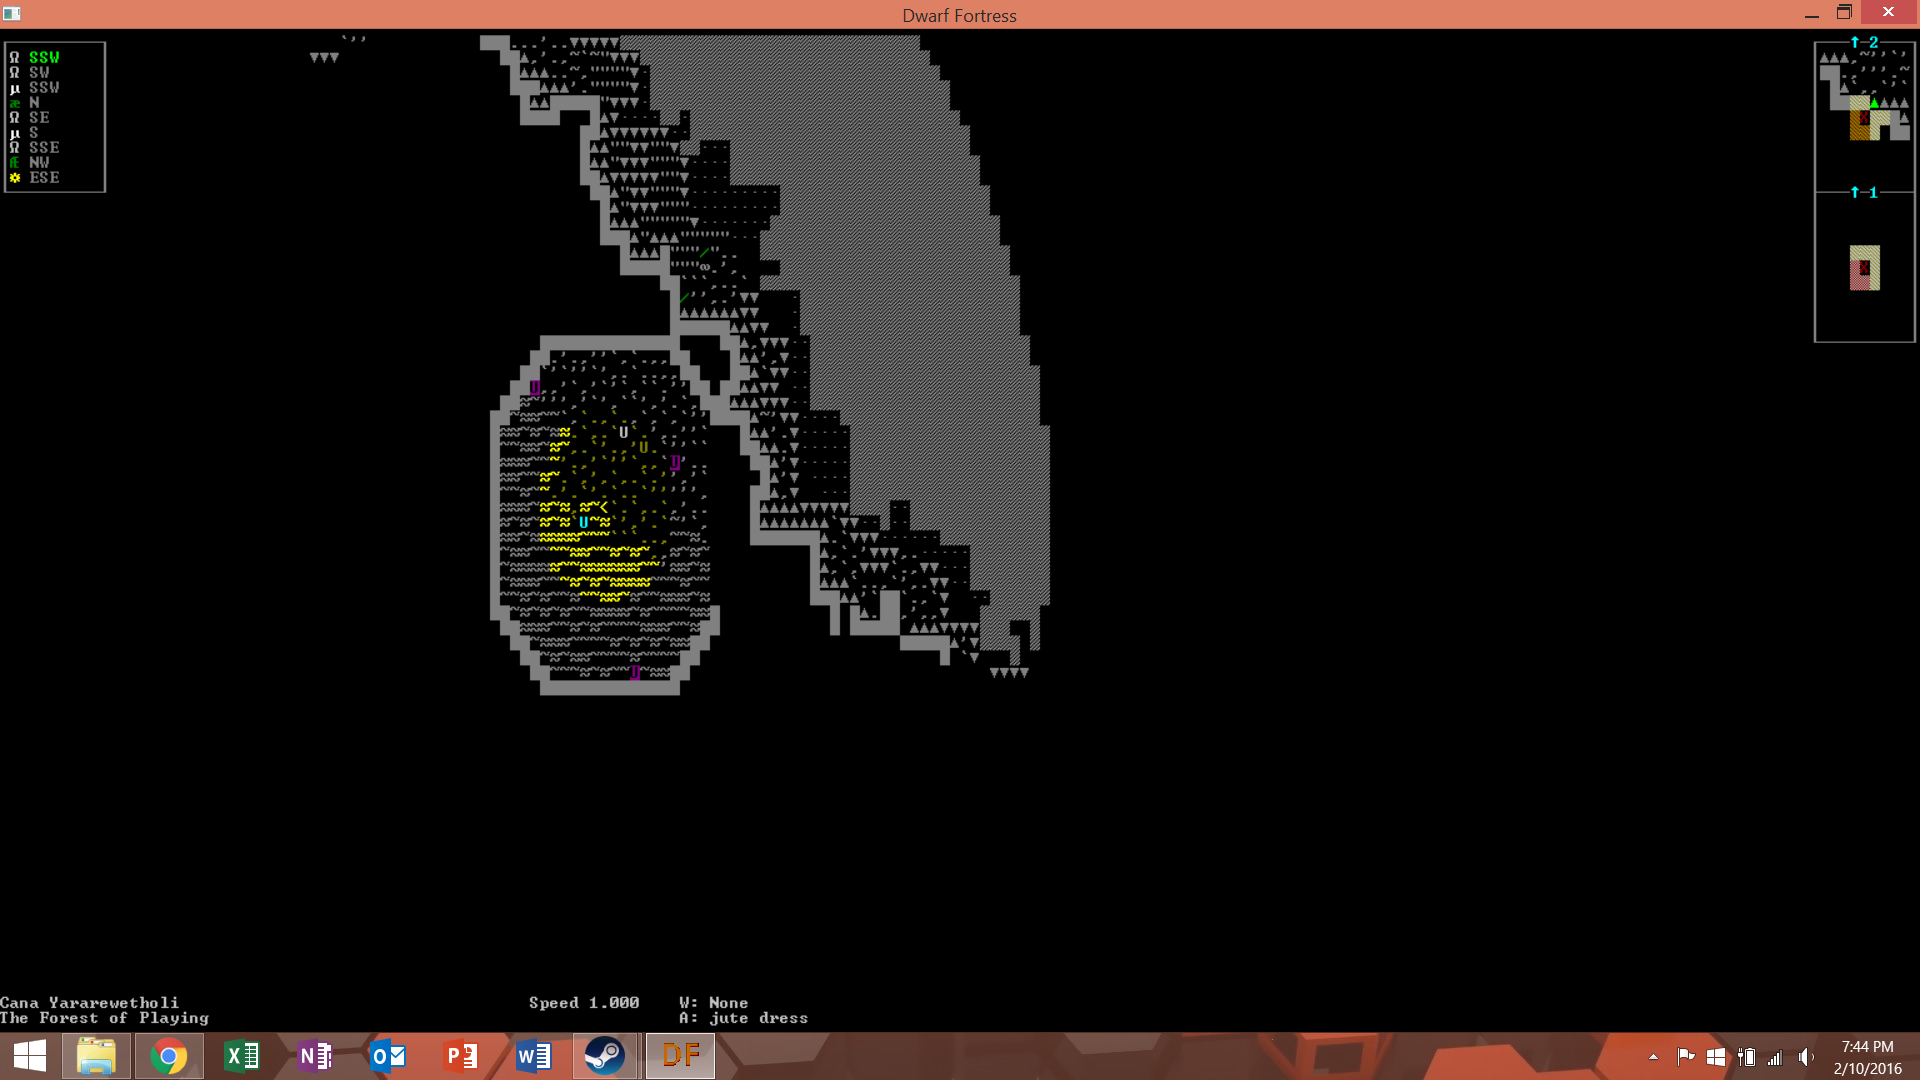 Dwarf Fortress
Ω SSW
Ω SW
µ SSW
æ N
Ω SE
µ S
Ω SSE
Æ NW
☼ ESE
↑ 2
X
↑ 1
X
U
U
U
U
U
U
Cana Yararewetholi
The Forest of Playing
Speed 1.000
W: None
A: jute dress
DF
7:44 PM
2/10/2016